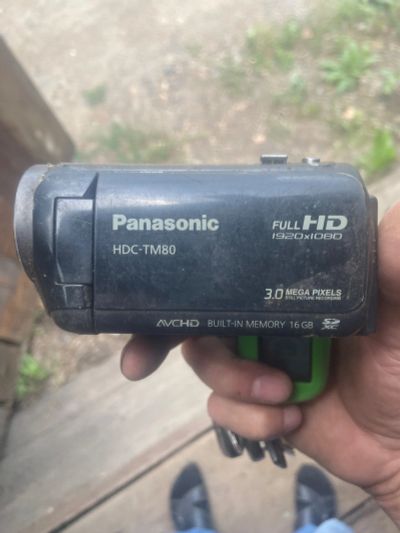 Panasonic
HDC-TM80
FULL HD
1920x1080
3.0 MEGA PIXELS
STILL PICTURE RECORDING
AVCHD BUILT-IN MEMORY 16 GB SD XC